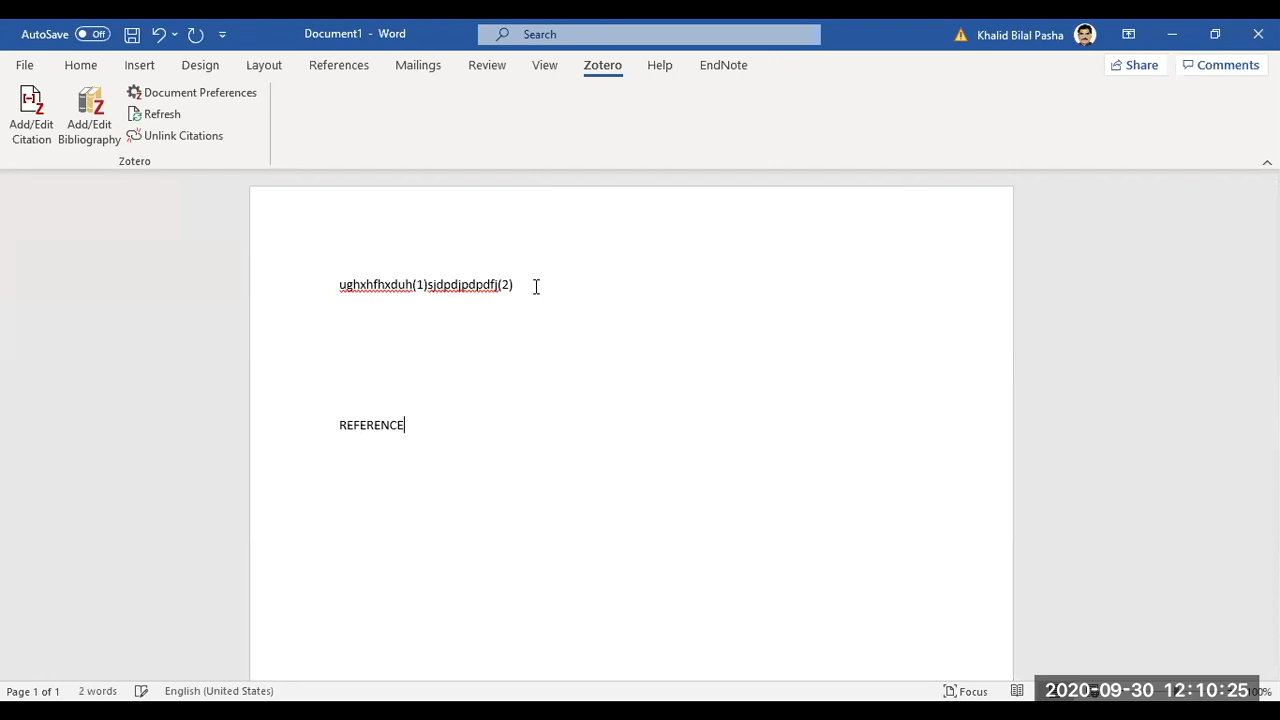 AutoSave Off Document1 - Word Search Khalid Bilal Pasha
File Home Insert Design Layout References Mailings Review View Zotero Help EndNote Share Comments
Add/Edit Citation
Add/Edit Bibliography
Document Preferences
Refresh
Unlink Citations
Zotero
ughxhfhxduh(1)sjdpdjpdpdfj(2)
REFERENCE
Page 1 of 1 2 words English (United States) Focus 100%
2020-09-30 12:10:25